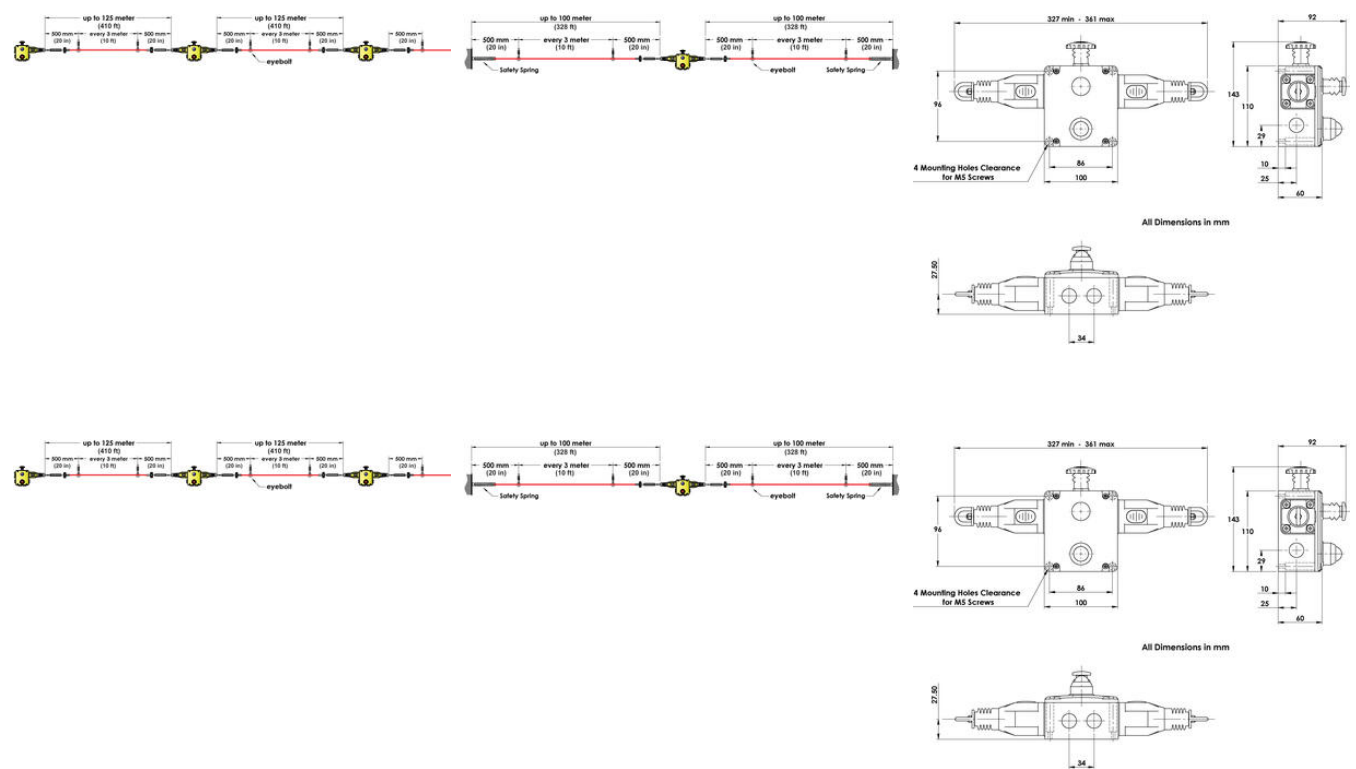 up to 125 meter
(410 ft)
500 mm
(20 in)
every 3 meter
(10 ft)
500 mm
(20 in)
up to 125 meter
(410 ft)
500 mm
(20 in)
every 3 meter
(10 ft)
500 mm
(20 in)
500 mm
(20 in)
eyebolt
up to 100 meter
(328 ft)
500 mm
(20 in)
every 3 meter
(10 ft)
500 mm
(20 in)
Safety Spring
up to 100 meter
(328 ft)
500 mm
(20 in)
every 3 meter
(10 ft)
500 mm
(20 in)
eyebolt
Safety Spring
327 min - 361 max
96
4 Mounting Holes Clearance
for M5 Screws
86
100
92
143
110
29
10
25
60
All Dimensions in mm
27.50
34
up to 125 meter
(410 ft)
500 mm
(20 in)
every 3 meter
(10 ft)
500 mm
(20 in)
up to 125 meter
(410 ft)
500 mm
(20 in)
every 3 meter
(10 ft)
500 mm
(20 in)
500 mm
(20 in)
eyebolt
up to 100 meter
(328 ft)
500 mm
(20 in)
every 3 meter
(10 ft)
500 mm
(20 in)
Safety Spring
up to 100 meter
(328 ft)
500 mm
(20 in)
every 3 meter
(10 ft)
500 mm
(20 in)
eyebolt
Safety Spring
327 min - 361 max
96
4 Mounting Holes Clearance
for M5 Screws
86
100
92
143
110
29
10
25
60
All Dimensions in mm
27.50
34